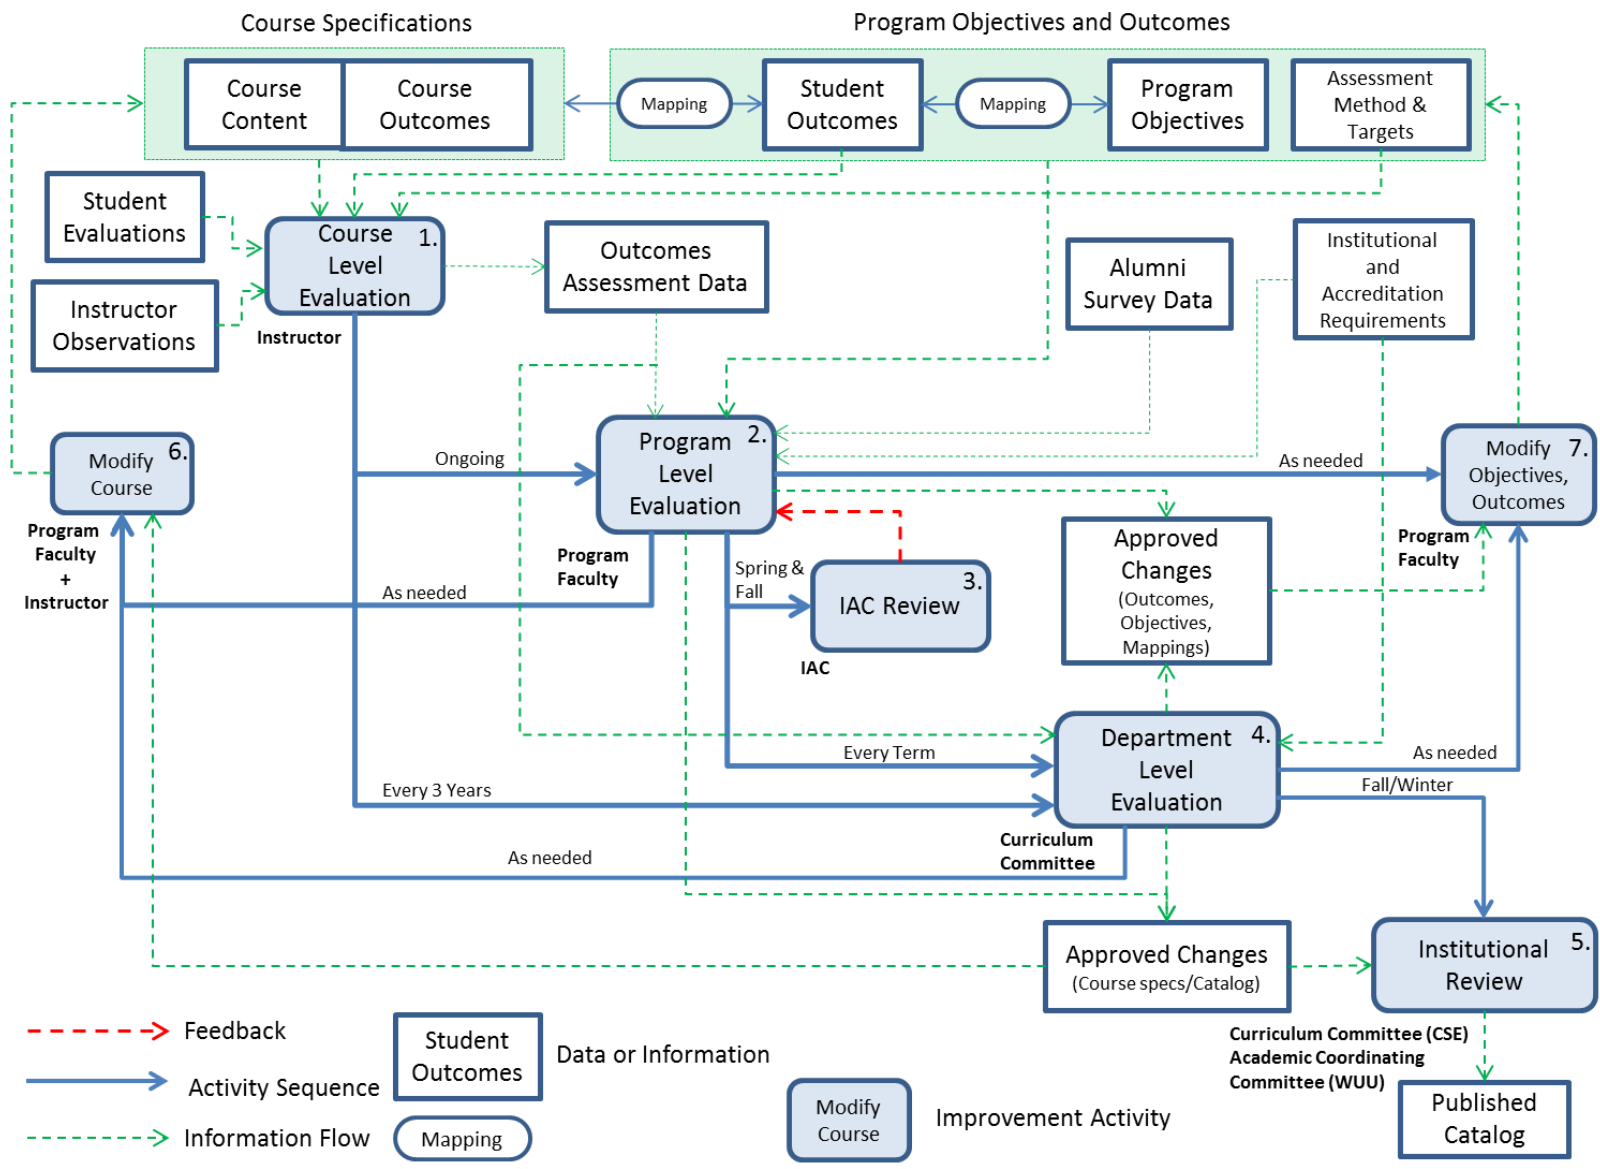 Course Specifications
Program Objectives and Outcomes
Course
Content
Course
Outcomes
Mapping
Student
Outcomes
Mapping
Program
Objectives
Assessment
Method &
Targets
Student
Evaluations
Instructor
Observations
Course
Level
Evaluation
1.
Instructor
Outcomes
Assessment Data
Alumni
Survey Data
Institutional
and
Accreditation
Requirements
Modify
Course
6.
Program
Faculty
+
Instructor
Ongoing
Program
Level
Evaluation
2.
Program
Faculty
As needed
Modify
Objectives,
Outcomes
7.
Program
Faculty
As needed
Spring &
Fall
IAC Review
3.
IAC
Approved
Changes
(Outcomes,
Objectives,
Mappings)
Every Term
Every 3 Years
Department
Level
Evaluation
4.
Curriculum
Committee
As needed
Fall/Winter
As needed
Approved Changes
(Course specs/Catalog)
Institutional
Review
5.
Curriculum Committee (CSE)
Academic Coordinating
Committee (WUU)
Published
Catalog
Feedback
Activity Sequence
Information Flow
Student
Outcomes
Data or Information
Mapping
Modify
Course
Improvement Activity